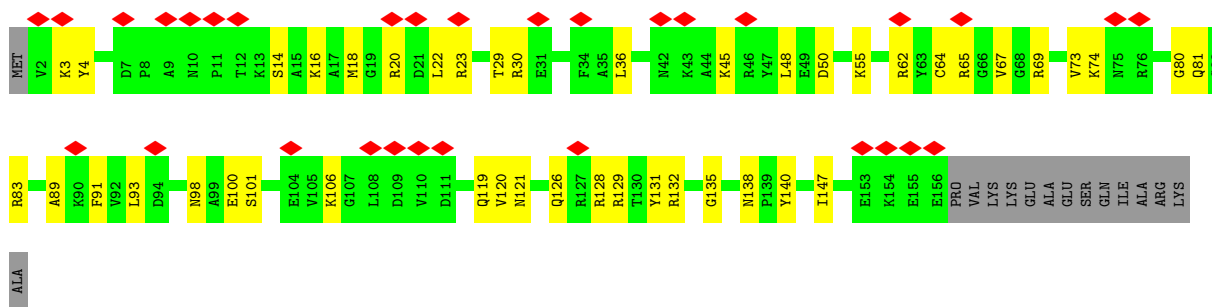 MET V2 K3 Y4 D7 P8 A9 N10 P11 T12 K13 S14 A15 K16 A17 M18 G19 R20 D21 L22 R23 T29 R30 E31 F34 A35 L36 N42 K43 A44 K45 R46 Y47 L48 E49 D50 K55 R62 Y63 C64 R65 G66 V67 G68 R69 V73 K74 N75 R76 G80 Q81
R83 A89 K90 F91 V92 L93 D94 N98 A99 E100 S101 E104 V105 K106 G107 L108 D109 V110 D111 Q119 V120 N121 Q126 R127 R128 R129 T130 Y131 R132 G135 N138 P139 Y140 I147 E153 K154 E155 E156 PRO VAL LYS LYS GLU ALA GLU SER GLN ILE ALA ARG LYS
ALA